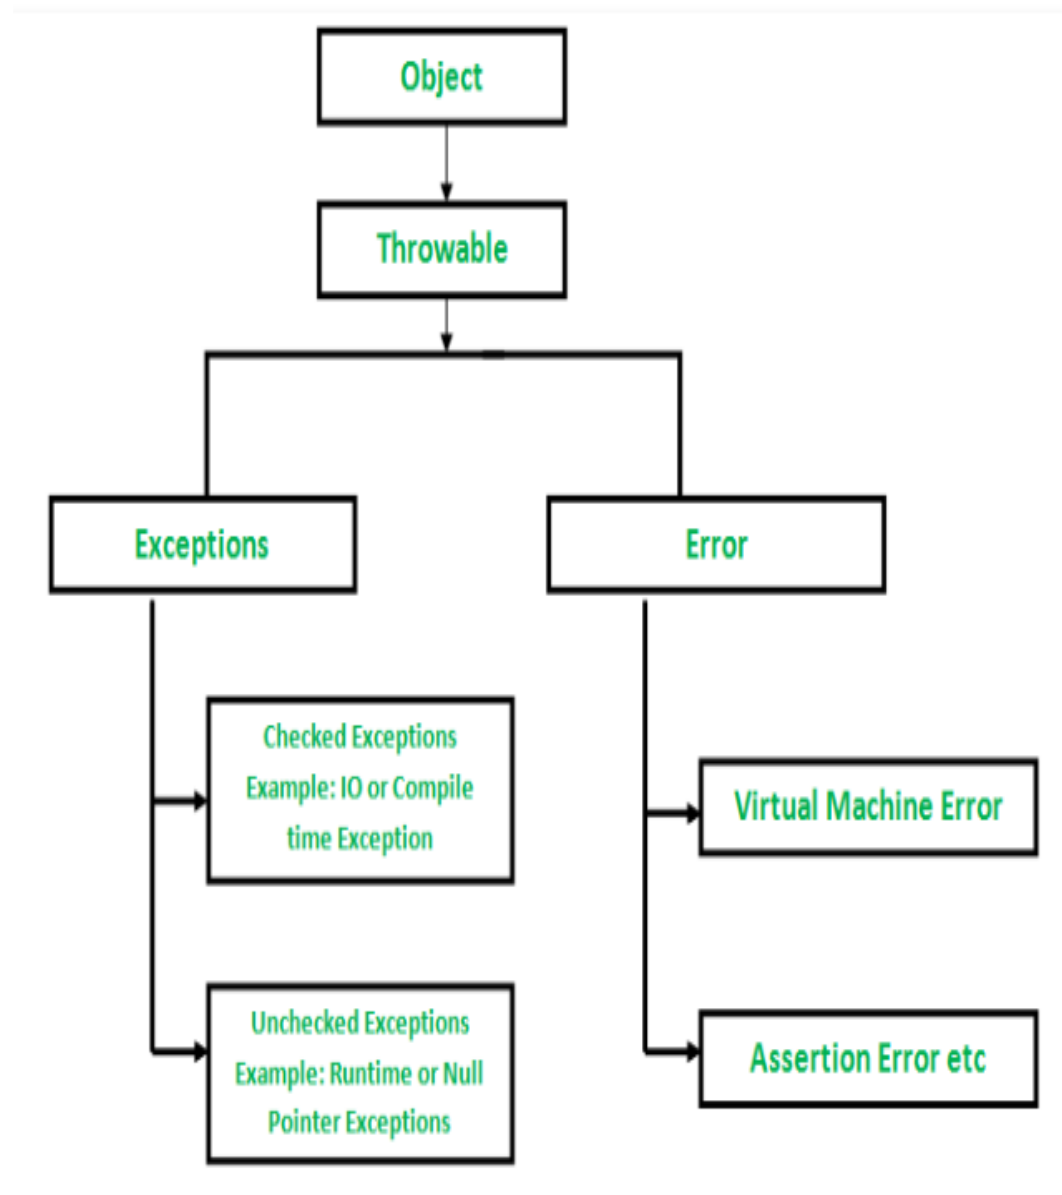 Object
Throwable
Exceptions
Error
Checked Exceptions
Example: IO or Compile
time Exception
Virtual Machine Error
Unchecked Exceptions
Example: Runtime or Null
Pointer Exceptions
Assertion Error etc